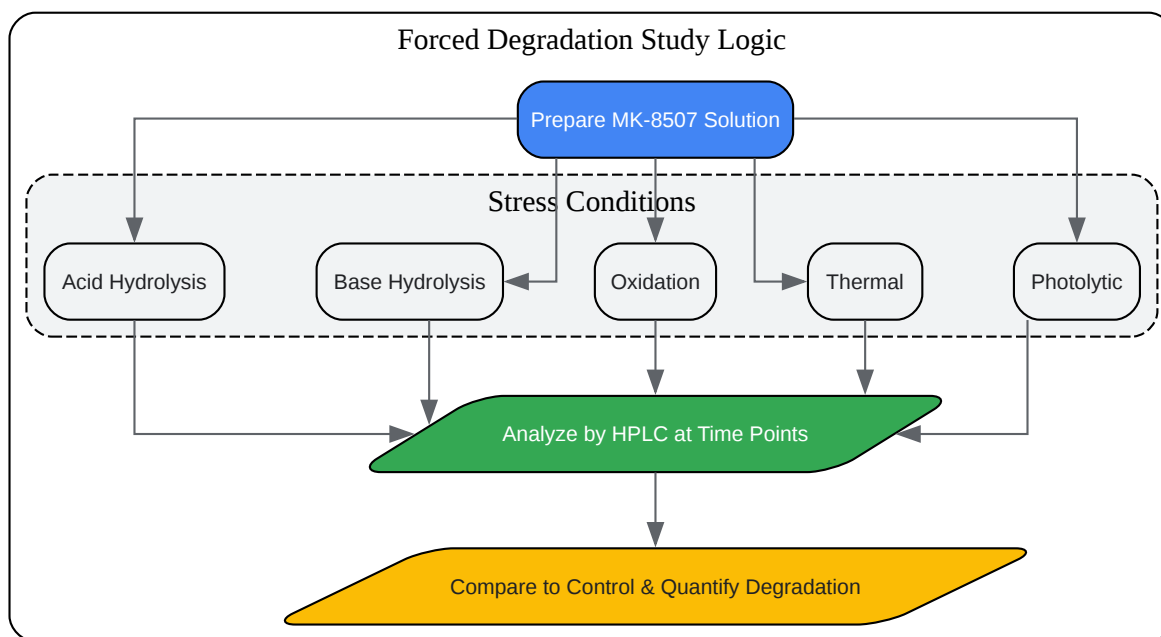 Forced Degradation Study Logic
Prepare MK-8507 Solution
Stress Conditions
Acid Hydrolysis
Base Hydrolysis
Oxidation
Thermal
Photolytic
Analyze by HPLC at Time Points
Compare to Control & Quantify Degradation